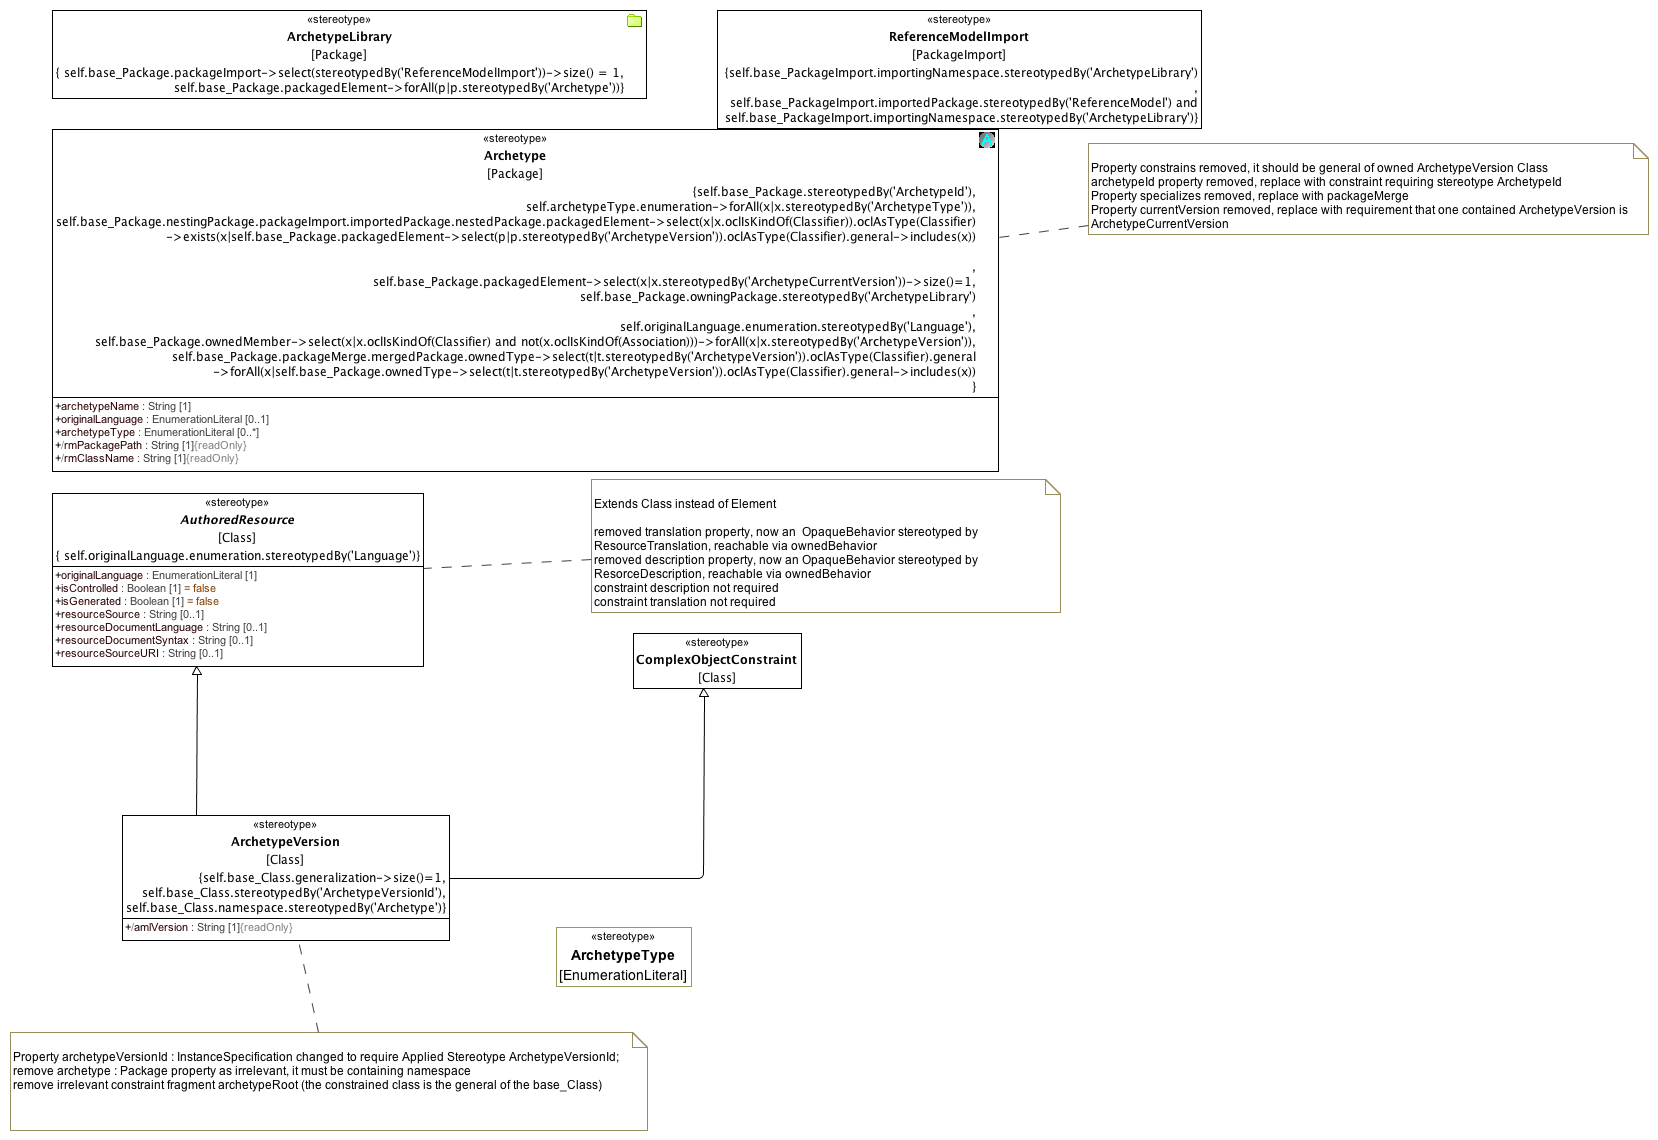 «stereotype»
ArchetypeLibrary
[Package]
{ self.base_Package.packageImport->select(stereotypedBy('ReferenceModelImport'))->size() = 1,
self.base_Package.packagedElement->forAll(p|p.stereotypedBy('Archetype'))}
«stereotype»
ReferenceModelImport
[PackageImport]
{self.base_PackageImport.importingNamespace.stereotypedBy('ArchetypeLibrary')
,
self.base_PackageImport.importedPackage.stereotypedBy('ReferenceModel') and
self.base_PackageImport.importingNamespace.stereotypedBy('ArchetypeLibrary')}
«stereotype»
A
Archetype
[Package]
{self.base_Package.stereotypedBy('ArchetypeId'),
self.archetypeType.enumeration->forAll(x|x.stereotypedBy('ArchetypeType')),
self.base_Package.nestingPackage.packageImport.importedPackage.nestedPackage.packagedElement->select(x|x.oclIsKindOf(Classifier)).oclAsType(Classifier)
->exists(x|self.base_Package.packagedElement->select(p|p.stereotypedBy('ArchetypeVersion')).oclAsType(Classifier).general->includes(x))
,
self.base_Package.packagedElement->select(x|x.stereotypedBy('ArchetypeCurrentVersion'))->size()=1,
self.base_Package.owningPackage.stereotypedBy('ArchetypeLibrary')
,
self.originalLanguage.enumeration.stereotypedBy('Language'),
self.base_Package.ownedMember->select(x|x.oclIsKindOf(Classifier) and not(x.oclIsKindOf(Association)))->forAll(x|x.stereotypedBy('ArchetypeVersion')),
self.base_Package.packageMerge.mergedPackage.ownedType->select(t|t.stereotypedBy('ArchetypeVersion')).oclAsType(Classifier).general
->forAll(x|self.base_Package.ownedType->select(t|t.stereotypedBy('ArchetypeVersion')).oclAsType(Classifier).general->includes(x))
}
+archetypeName : String [1]
+originalLanguage : EnumerationLiteral [0..1]
+archetypeType : EnumerationLiteral [0..*]
+/rmPackagePath : String [1]{readOnly}
+/rmClassName : String [1]{readOnly}
Property constrains removed, it should be general of owned ArchetypeVersion Class
archetypeId property removed, replace with constraint requiring stereotype ArchetypeId
Property specializes removed, replace with packageMerge
Property currentVersion removed, replace with requirement that one contained ArchetypeVersion is
ArchetypeCurrentVersion
«stereotype»
AuthoredResource
[Class]
{ self.originalLanguage.enumeration.stereotypedBy('Language')}
+originalLanguage : EnumerationLiteral [1]
+isControlled : Boolean [1] = false
+isGenerated : Boolean [1] = false
+resourceSource : String [0..1]
+resourceDocumentLanguage : String [0..1]
+resourceDocumentSyntax : String [0..1]
+resourceSourceURI : String [0..1]
Extends Class instead of Element
removed translation property, now an  OpaqueBehavior stereotyped by
ResourceTranslation, reachable via ownedBehavior
removed description property, now an OpaqueBehavior stereotyped by
ResorceDescription, reachable via ownedBehavior
constraint description not required
constraint translation not required
«stereotype»
ComplexObjectConstraint
[Class]
«stereotype»
ArchetypeVersion
[Class]
{self.base_Class.generalization->size()=1,
self.base_Class.stereotypedBy('ArchetypeVersionId'),
self.base_Class.namespace.stereotypedBy('Archetype')}
+/amlVersion : String [1]{readOnly}
«stereotype»
ArchetypeType
[EnumerationLiteral]
Property archetypeVersionId : InstanceSpecification changed to require Applied Stereotype ArchetypeVersionId;
remove archetype : Package property as irrelevant, it must be containing namespace
remove irrelevant constraint fragment archetypeRoot (the constrained class is the general of the base_Class)